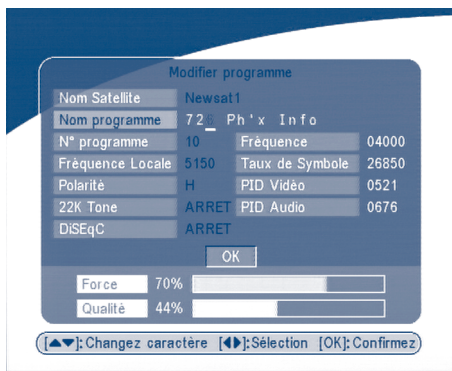 Modifier programme
Nom Satellite Newsat1
Nom programme 726 Ph'x Info
N° programme 10 Fréquence 04000
Fréquence Locale 5150 Taux de Symbole 26850
Polarité H PID Vidéo 0521
22K Tone ARRET PID Audio 0676
DiSEqC ARRET
OK
Force 70%
Qualité 44%
[▲▼]: Changez caractère [◀▶]: Sélection [OK]: Confirmez